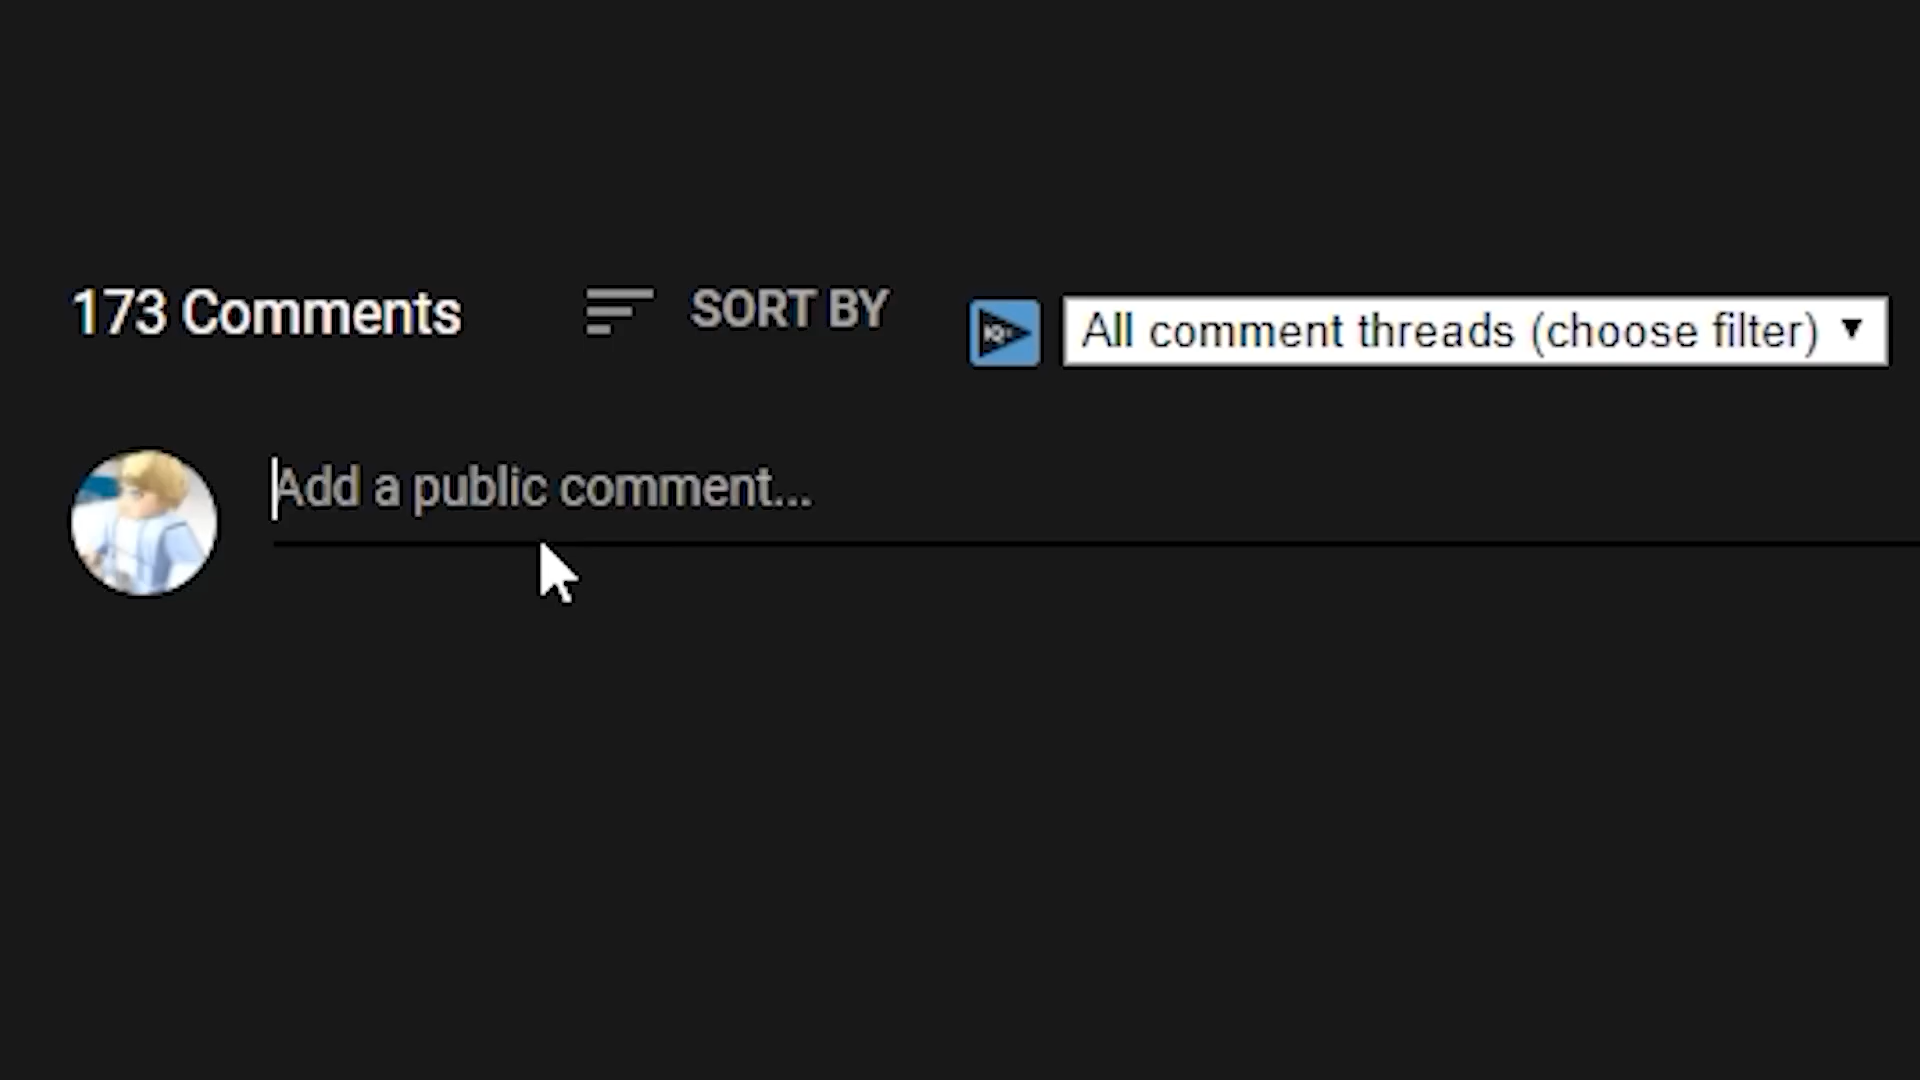 173 Comments
SORT BY
All comment threads (choose filter) ▼
Add a public comment...